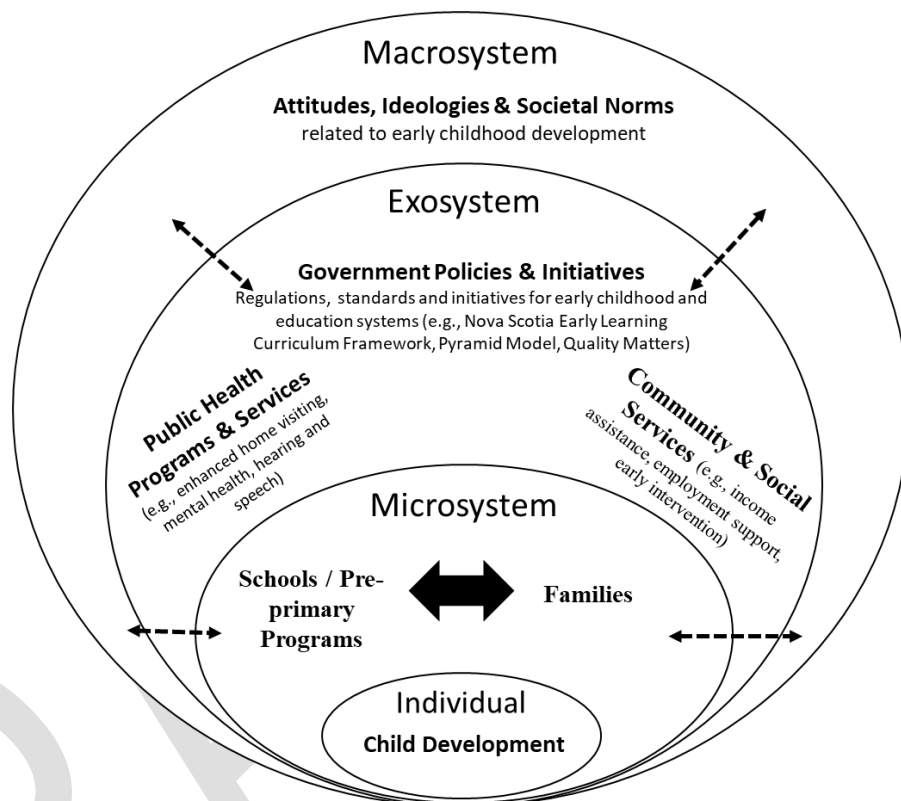 Macrosystem
Attitudes, Ideologies & Societal Norms
related to early childhood development
Exosystem
Government Policies & Initiatives
Regulations, standards and initiatives for early childhood and
education systems (e.g., Nova Scotia Early Learning
Curriculum Framework, Pyramid Model, Quality Matters)
Public Health
Programs & Services
(e.g., enhanced home visiting,
mental health, hearing and
speech)
Community & Social
Services (e.g., income
assistance, employment support,
early intervention)
Microsystem
Schools / Pre-
primary
Programs
Families
Individual
Child Development